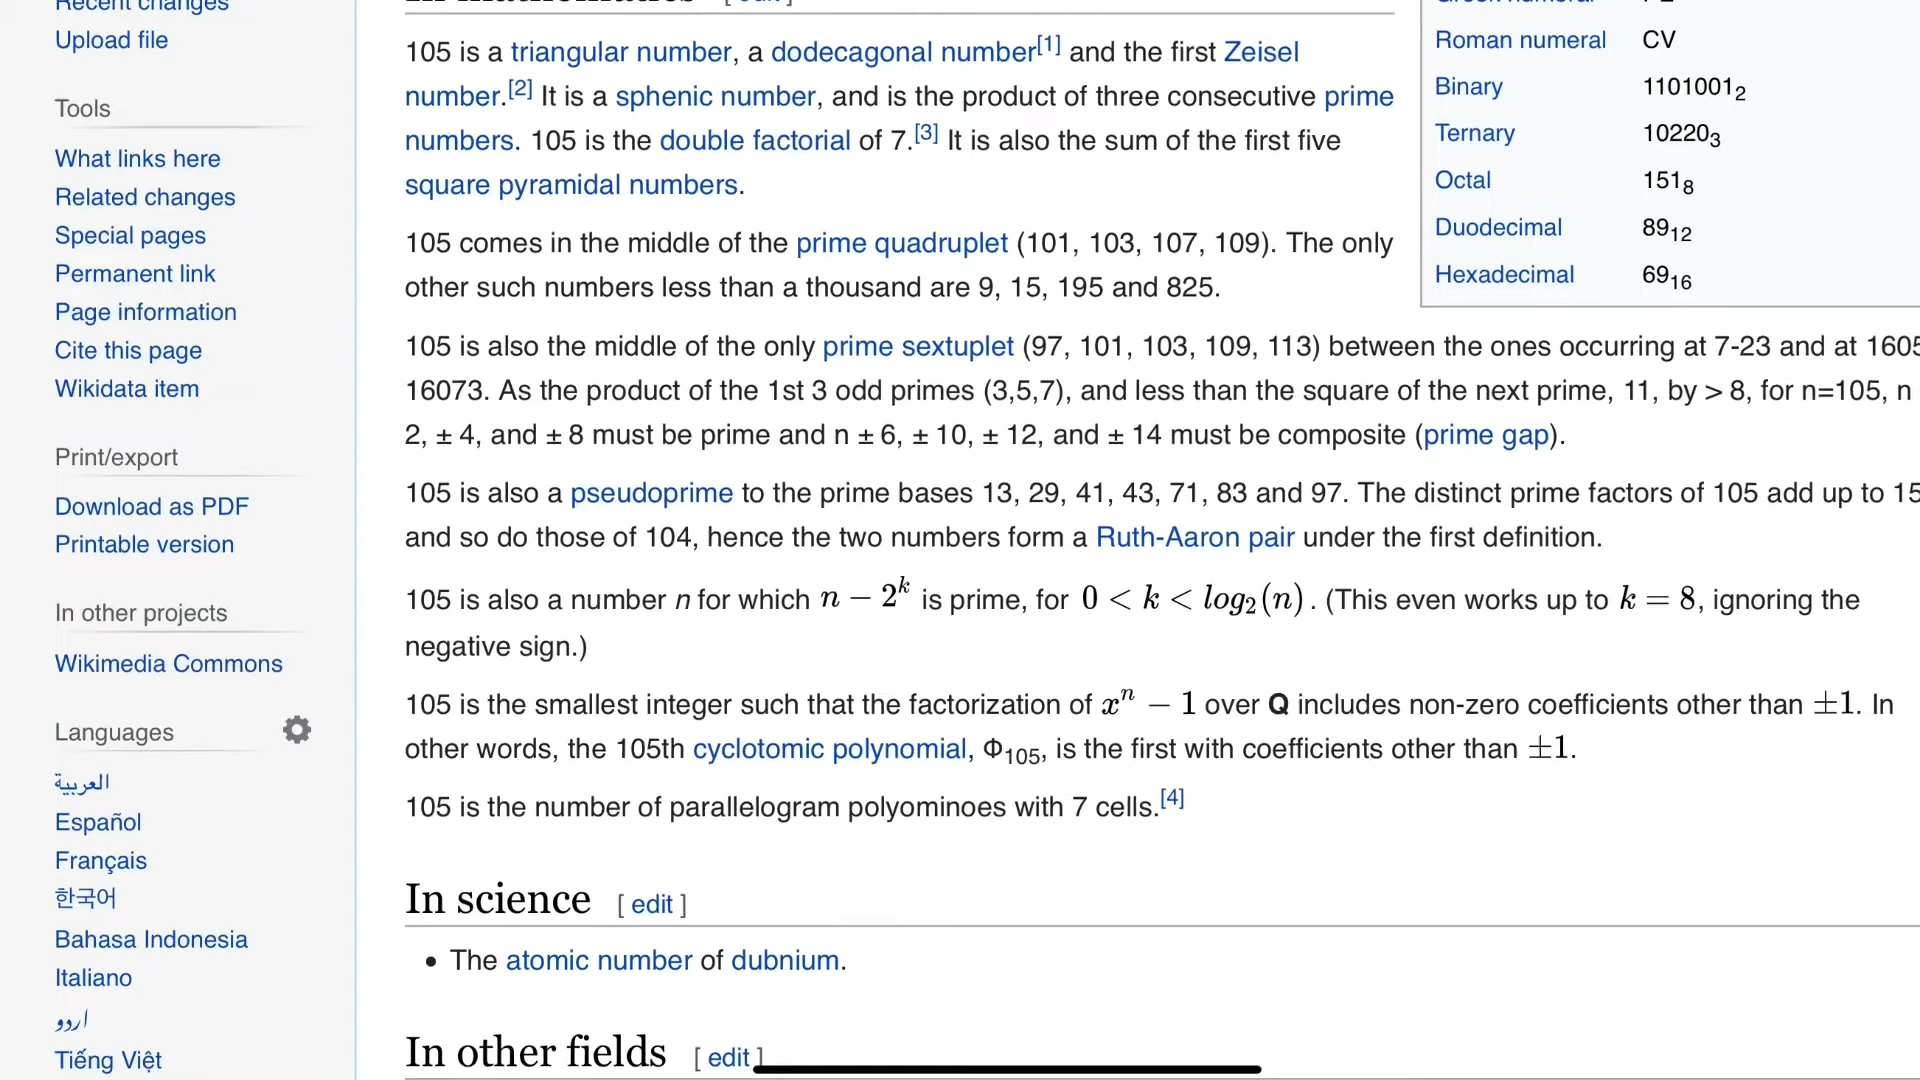 Recent changes
Upload file
Tools
What links here
Related changes
Special pages
Permanent link
Page information
Cite this page
Wikidata item
Print/export
Download as PDF
Printable version
In other projects
Wikimedia Commons
Languages
العربية
Español
Français
한국어
Bahasa Indonesia
Italiano
اردو
Tiếng Việt
In mathematics [ edit ]
105 is a triangular number, a dodecagonal number[1] and the first Zeisel
number.[2] It is a sphenic number, and is the product of three consecutive prime
numbers. 105 is the double factorial of 7.[3] It is also the sum of the first five
square pyramidal numbers.
105 comes in the middle of the prime quadruplet (101, 103, 107, 109). The only
other such numbers less than a thousand are 9, 15, 195 and 825.
105 is also the middle of the only prime sextuplet (97, 101, 103, 109, 113) between the ones occurring at 7-23 and at 1605
16073. As the product of the 1st 3 odd primes (3,5,7), and less than the square of the next prime, 11, by > 8, for n=105, n
2, ± 4, and ± 8 must be prime and n ± 6, ± 10, ± 12, and ± 14 must be composite (prime gap).
105 is also a pseudoprime to the prime bases 13, 29, 41, 43, 71, 83 and 97. The distinct prime factors of 105 add up to 15
and so do those of 104, hence the two numbers form a Ruth-Aaron pair under the first definition.
105 is also a number n for which n − 2^k is prime, for 0 < k < log₂(n). (This even works up to k = 8, ignoring the
negative sign.)
105 is the smallest integer such that the factorization of xⁿ − 1 over Q includes non-zero coefficients other than ±1. In
other words, the 105th cyclotomic polynomial, Φ₁₀₅, is the first with coefficients other than ±1.
105 is the number of parallelogram polyominoes with 7 cells.[4]
In science [ edit ]
• The atomic number of dubnium.
In other fields [ edit ]
Greek numeral
Roman numeral CV
Binary 1101001₂
Ternary 10220₃
Octal 151₈
Duodecimal 89₁₂
Hexadecimal 69₁₆